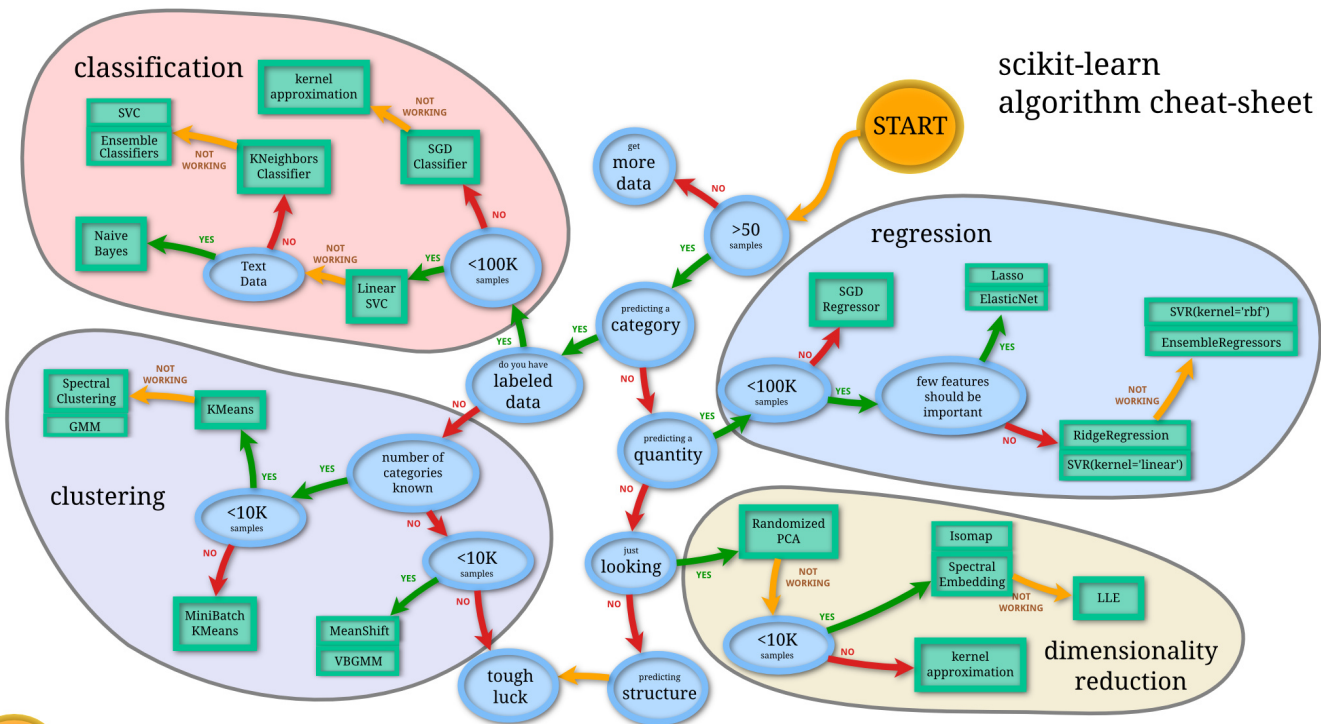 scikit-learn
algorithm cheat-sheet
START
classification
kernel
approximation
NOT
WORKING
SVC
Ensemble
Classifiers
NOT
WORKING
KNeighbors
Classifier
SGD
Classifier
NO
NO
YES
Naive
Bayes
YES
Text
Data
NOT
WORKING
Linear
SVC
<100K
samples
YES
get
more
data
NO
>50
samples
YES
predicting a
category
YES
do you have
labeled
data
NO
NO
predicting a
quantity
YES
NO
just
looking
YES
NO
predicting
structure
tough
luck
regression
SGD
Regressor
Lasso
ElasticNet
SVR(kernel='rbf')
EnsembleRegressors
NO
YES
<100K
samples
YES
few features
should be
important
NOT
WORKING
NO
RidgeRegression
SVR(kernel='linear')
clustering
Spectral
Clustering
GMM
NOT
WORKING
KMeans
YES
number of
categories
known
YES
<10K
samples
NO
NO
<10K
samples
YES
NO
MiniBatch
KMeans
MeanShift
VBGMM
Randomized
PCA
NOT
WORKING
Isomap
Spectral
Embedding
NOT
WORKING
LLE
YES
<10K
samples
NO
kernel
approximation
dimensionality
reduction